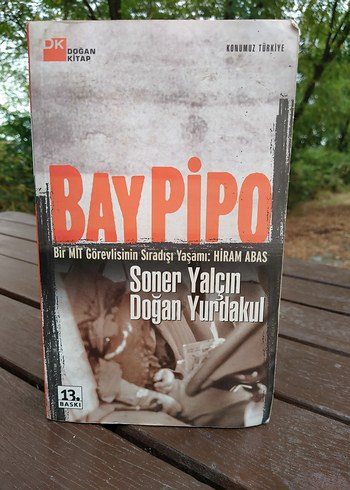 DK
DOĞAN
KİTAP
KONUMUZ TÜRKİYE
BAY PİPO
Bir MİT Görevlisinin Sıradışı Yaşamı: HİRAM ABAS
Soner Yalçın
Doğan Yurdakul
13.
BASKI